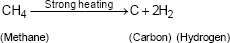 CH₄ Strong heating → C + 2H₂
(Methane) (Carbon) (Hydrogen)